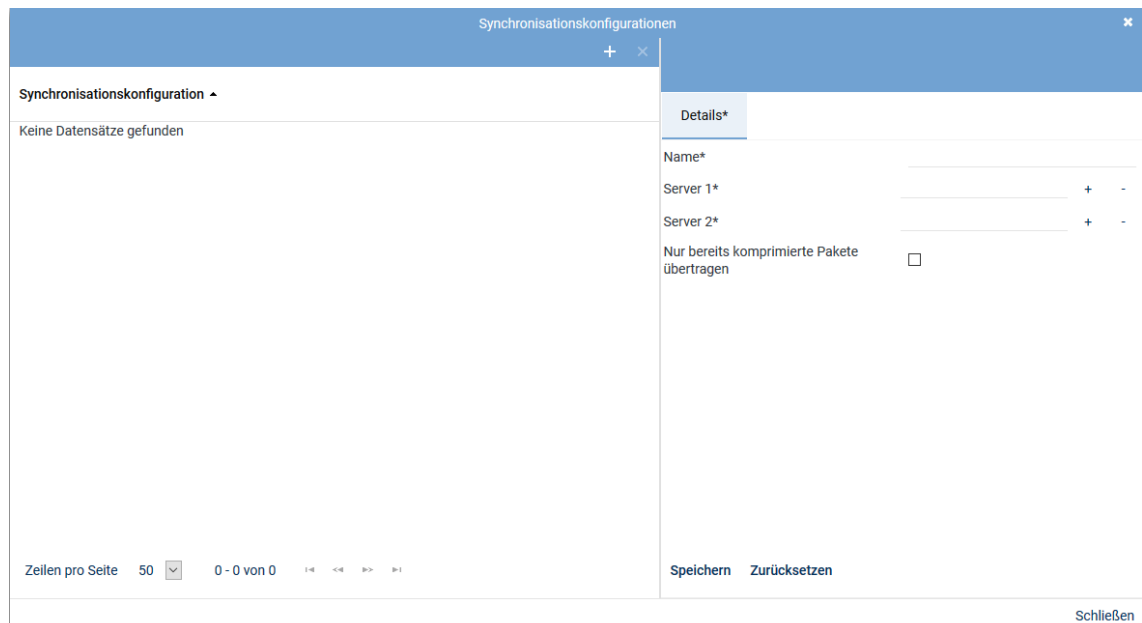 Synchronisationskonfigurationen
Synchronisationskonfiguration
Keine Datensätze gefunden
Zeilen pro Seite 50 0 - 0 von 0
Details*
Name*
Server 1* + -
Server 2* + -
Nur bereits komprimierte Pakete
übertragen
Speichern Zurücksetzen
Schließen